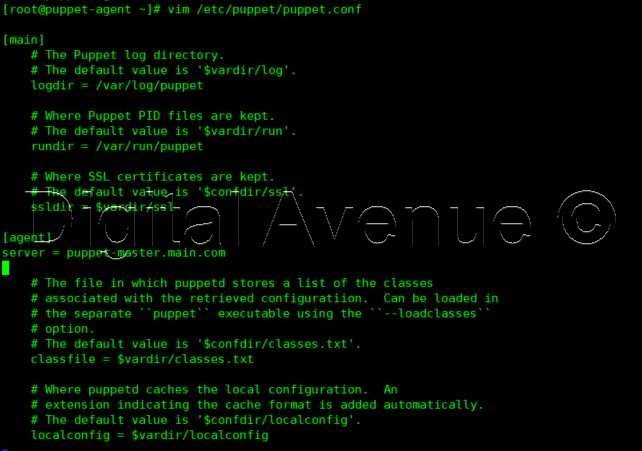 [root@puppet-agent ~]# vim /etc/puppet/puppet.conf
[main]
# The Puppet log directory.
# The default value is '$vardir/log'.
logdir = /var/log/puppet
# Where Puppet PID files are kept.
# The default value is '$vardir/run'.
rundir = /var/run/puppet
# Where SSL certificates are kept.
# The default value is '$confdir/ssl'.
ssldir = $vardir/ssl
Digital Avenue ©
[agent]
server = puppet-master.main.com
# The file in which puppetd stores a list of the classes
# associated with the retrieved configuratiion.  Can be loaded in
# the separate ``puppet`` executable using the ``--loadclasses``
# option.
# The default value is '$confdir/classes.txt'.
classfile = $vardir/classes.txt
# Where puppetd caches the local configuration.  An
# extension indicating the cache format is added automatically.
# The default value is '$confdir/localconfig'.
localconfig = $vardir/localconfig